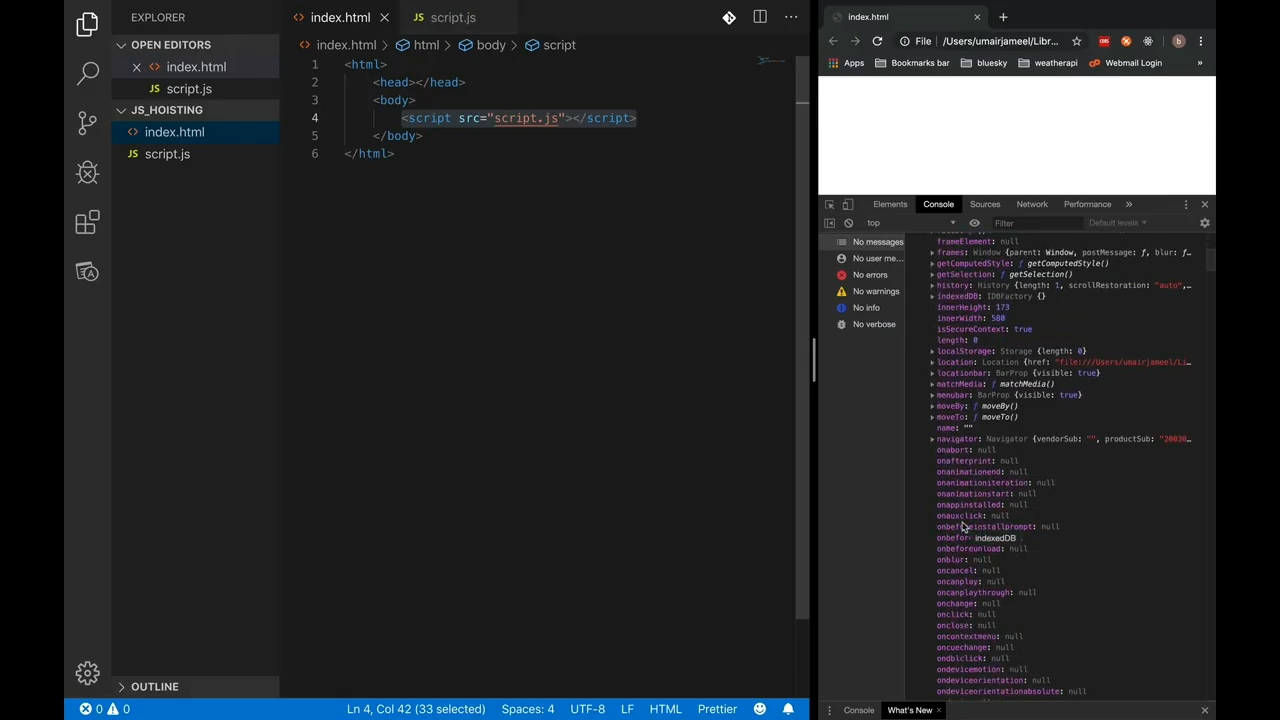 EXPLORER
OPEN EDITORS
index.html
script.js
JS_HOISTING
index.html
JS script.js
OUTLINE
index.html
JS script.js
index.html
html
body
script
1 <html>
2 <head></head>
3 <body>
4 <script src="script.js"></script>
5 </body>
6 </html>
0
0
Ln 4, Col 42 (33 selected)
Spaces: 4
UTF-8
LF
HTML
Prettier
index.html
File
/Users/umairjameel/Libr...
b
Apps
Bookmarks bar
bluesky
weatherapi
Webmail Login
»
Elements
Console
Sources
Network
Performance
»
top
Filter
Default levels
No messages
No user me...
No errors
No warnings
No info
No verbose
frameElement: null
frames: Window {parent: Window, postMessage: ƒ, blur: ƒ…
getComputedStyle: ƒ getComputedStyle()
getSelection: ƒ getSelection()
history: History {length: 1, scrollRestoration: "auto",…
indexedDB: IDBFactory {}
innerHeight: 173
innerWidth: 580
isSecureContext: true
length: 0
localStorage: Storage {length: 0}
location: Location {href: "file:///Users/umairjameel/Li…
locationbar: BarProp {visible: true}
matchMedia: ƒ matchMedia()
menubar: BarProp {visible: true}
moveBy: ƒ moveBy()
moveTo: ƒ moveTo()
name: ""
navigator: Navigator {vendorSub: "", productSub: "20030…
onabort: null
onafterprint: null
onanimationend: null
onanimationiteration: null
onanimationstart: null
onappinstalled: null
onauxclick: null
onbeforeinstallprompt: null
onbefor
indexedDB
onbeforeunload: null
onblur: null
oncancel: null
oncanplay: null
oncanplaythrough: null
onchange: null
onclick: null
onclose: null
oncontextmenu: null
oncuechange: null
ondblclick: null
ondevicemotion: null
ondeviceorientation: null
ondeviceorientationabsolute: null
Console
What's New